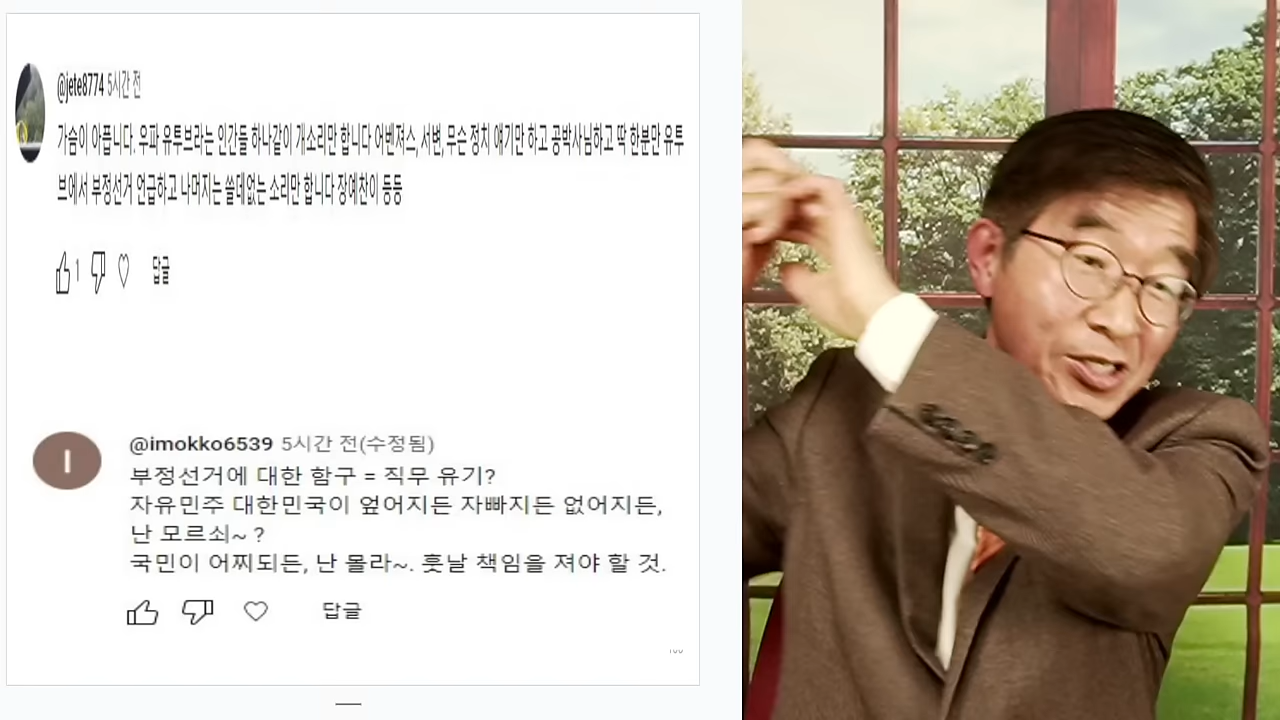 @jete8774 5시간 전
가슴이 아픕니다. 우파 유투브라는 인간들 하나같이 개소리만 합니다 어벤져스, 서변, 무슨 정치 얘기만 하고 공박사님하고 딱 한분만 유투
브에서 부정선거 언급하고 나머지는 쓸데없는 소리만 합니다 장예찬이 등등
1 답글
I
@imokko6539 5시간 전(수정됨)
부정선거에 대한 함구 = 직무 유기?
자유민주 대한민국이 엎어지든 자빠지든 없어지든,
난 모르쇠~ ?
국민이 어찌되든, 난 몰라~. 훗날 책임을 져야 할 것.
답글